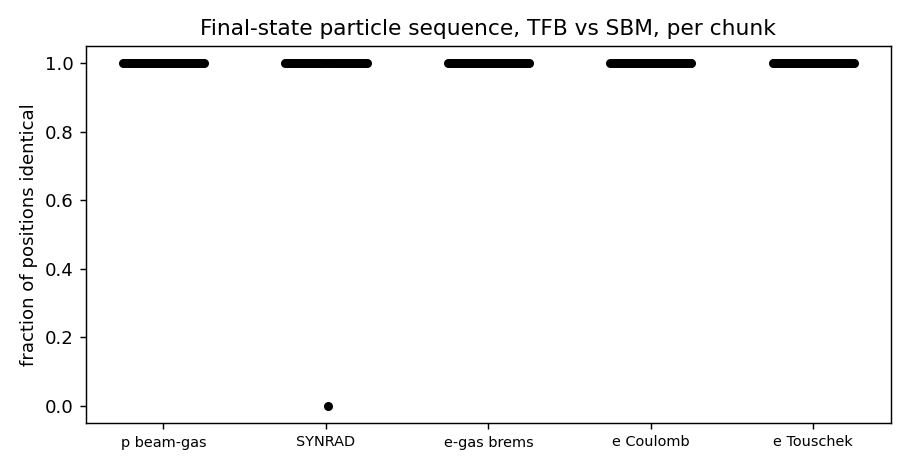 Final-state particle sequence, TFB vs SBM, per chunk
fraction of positions identical
1.0
0.8
0.6
0.4
0.2
0.0
p beam-gas
SYNRAD
e-gas brems
e Coulomb
e Touschek